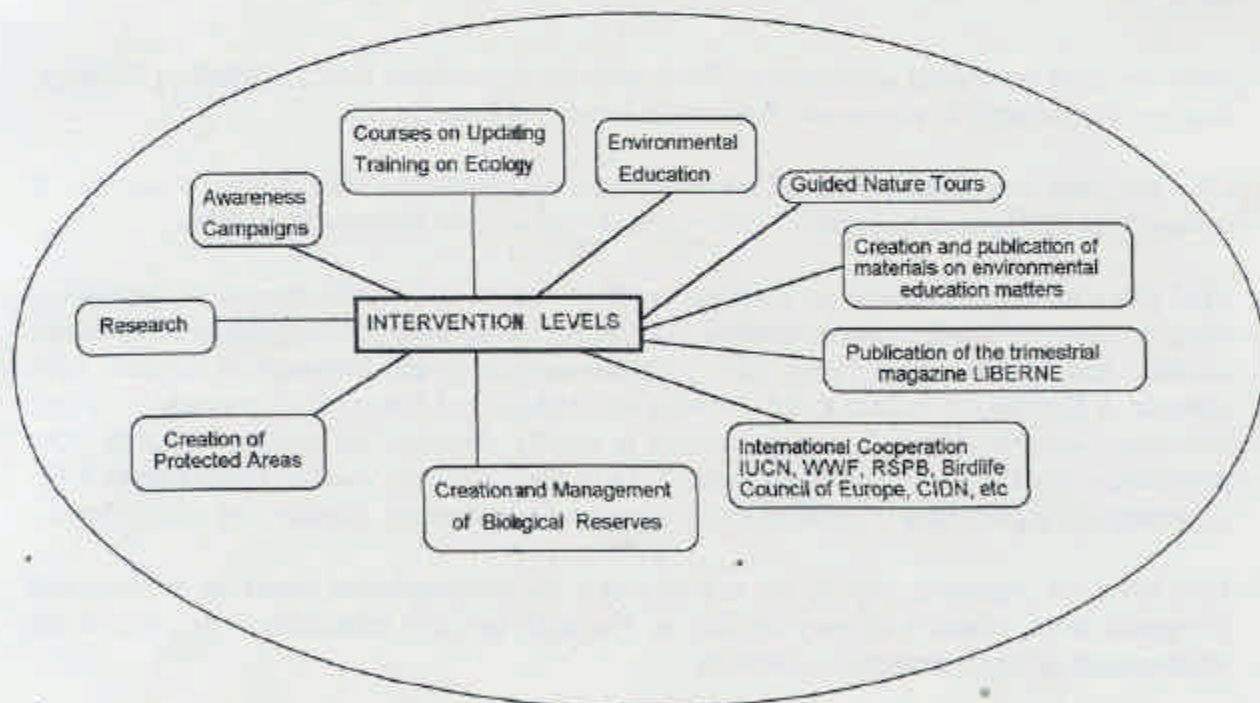 Courses on Updating
Training on Ecology
Environmental
Education
Guided Nature Tours
Awareness
Campaigns
Creation and publication of
materials on environmental
education matters
Research
INTERVENTION LEVELS
Publication of the trimestrial
magazine LIBERNE
Creation of
Protected Areas
International Cooperation
IUCN, WWF, RSPB, Birdlife
Council of Europe, CIDN, etc
Creation and Management
of Biological Reserves